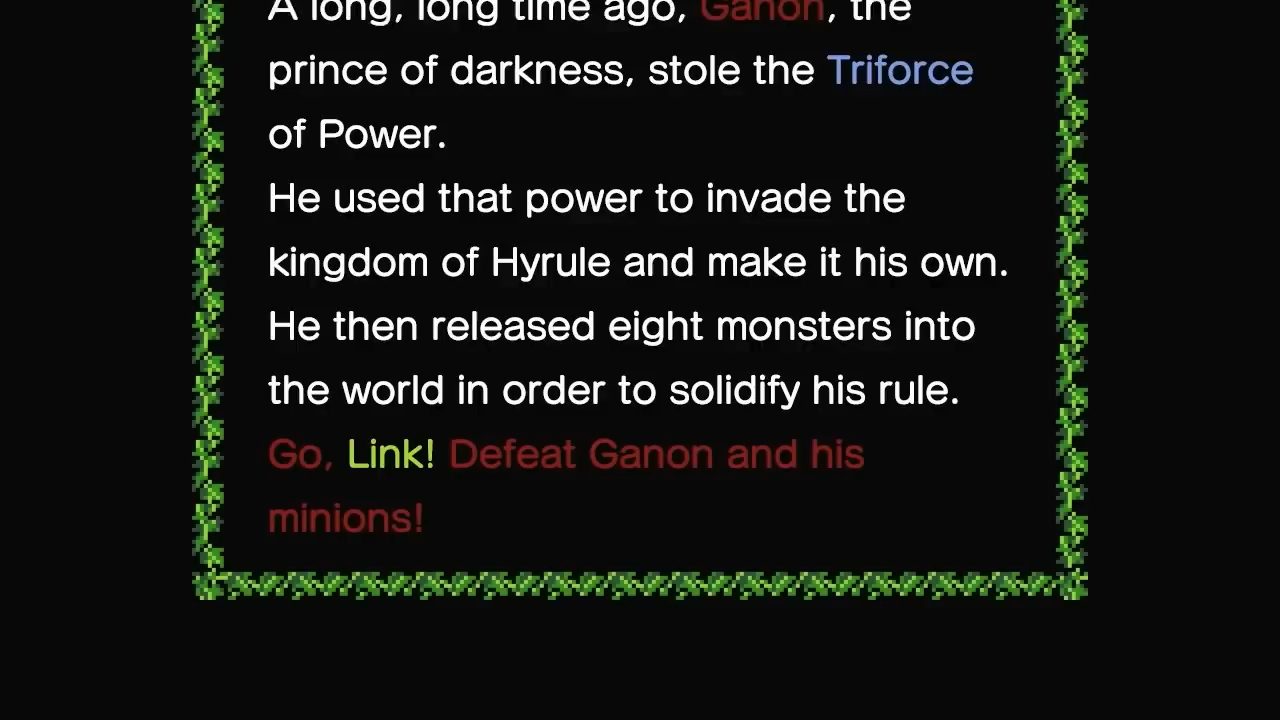 A long, long time ago, Ganon, the
prince of darkness, stole the Triforce
of Power.
He used that power to invade the
kingdom of Hyrule and make it his own.
He then released eight monsters into
the world in order to solidify his rule.
Go, Link! Defeat Ganon and his
minions!